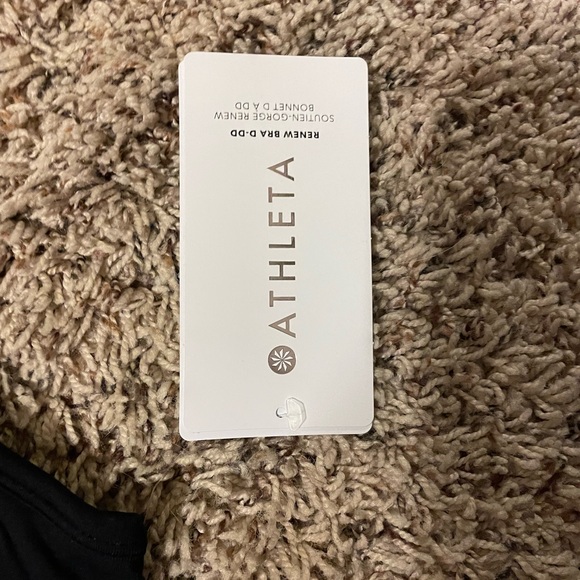 ATHLETA
RENEW BRA D-DD
SOUTIEN-GORGE RENEW
BONNET D À DD